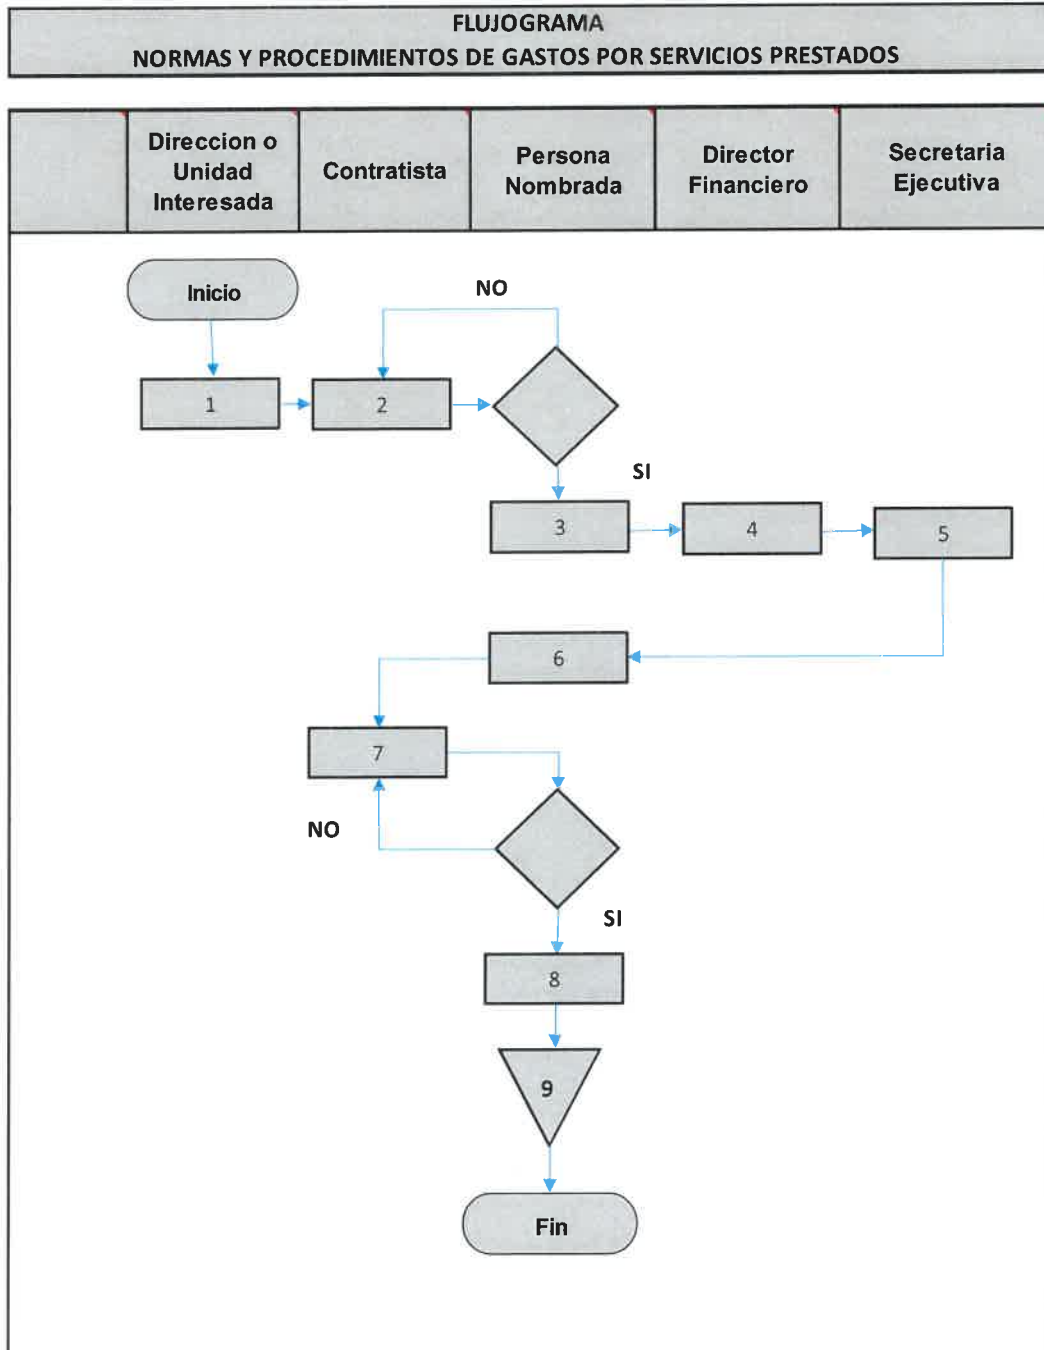 FLUJOGRAMA
NORMAS Y PROCEDIMIENTOS DE GASTOS POR SERVICIOS PRESTADOS
Direccion o
Unidad
Interesada
Contratista
Persona
Nombrada
Director
Financiero
Secretaria
Ejecutiva
Inicio
NO
1
2
SI
3
4
5
6
7
NO
SI
8
9
Fin